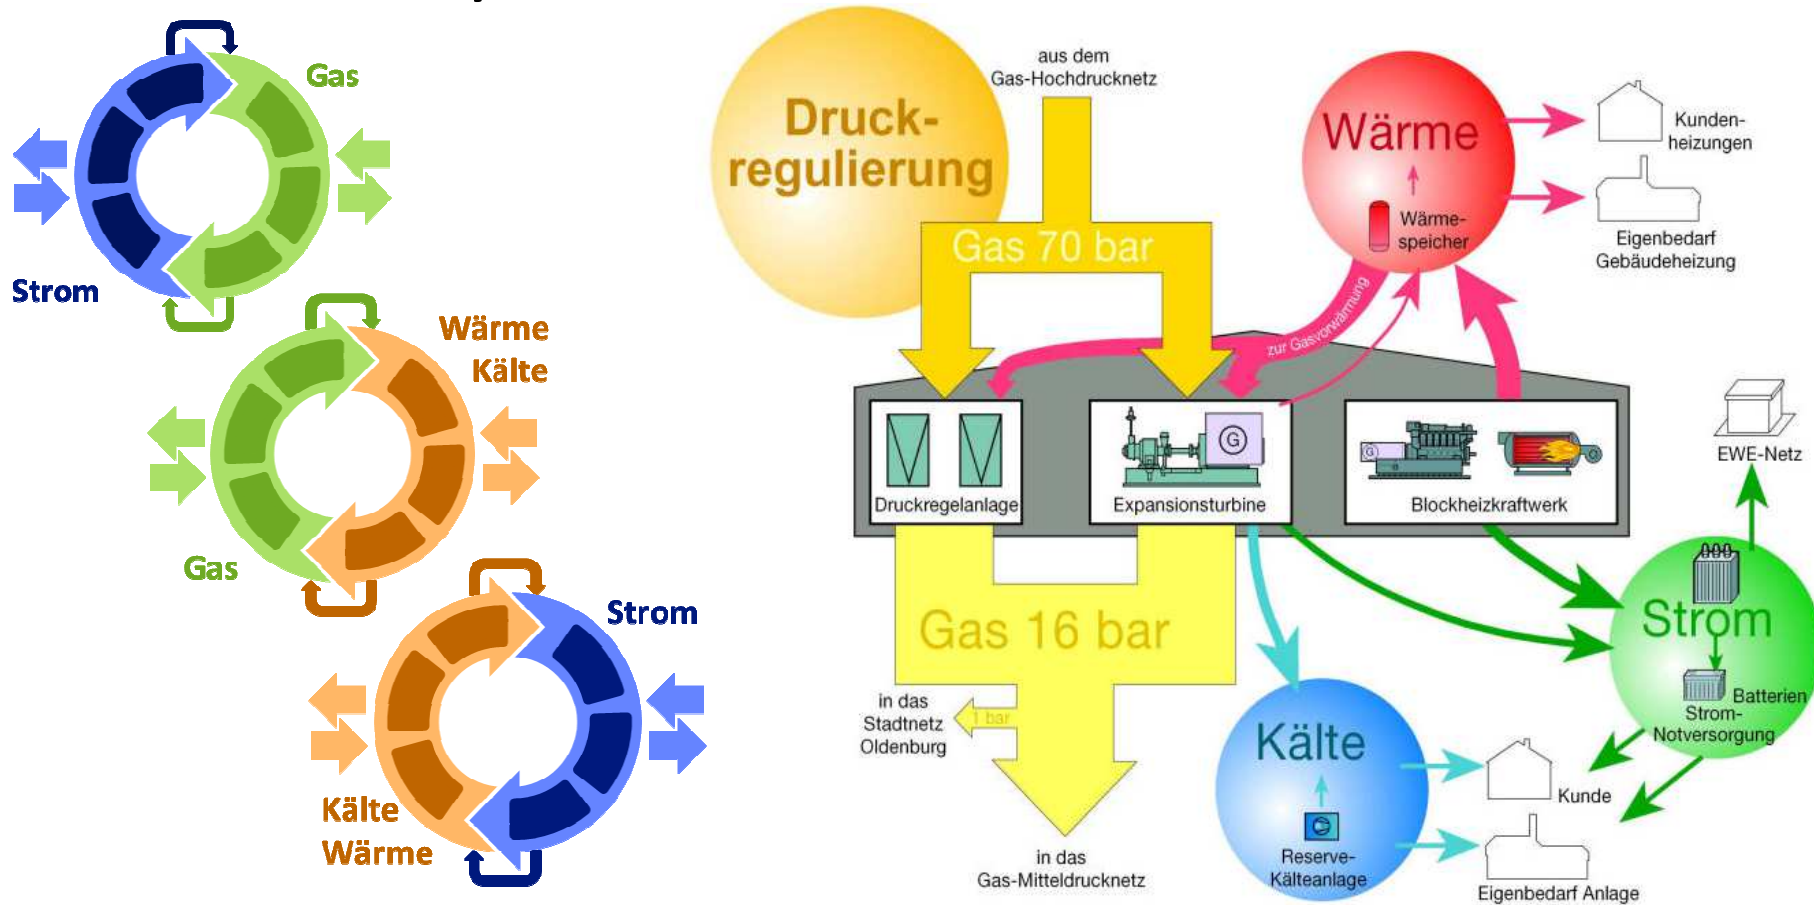 Gas
Strom
Wärme
Kälte
Gas
Strom
Kälte
Wärme
Druck-
regulierung
aus dem
Gas-Hochdrucknetz
Gas 70 bar
Wärme
Wärme-
speicher
Kunden-
heizungen
Eigenbedarf
Gebäudeheizung
zur Gasvorwärmung
Druckregelanlage
G
Expansionsturbine
G
Blockheizkraftwerk
EWE-Netz
Gas 16 bar
in das
Stadtnetz
Oldenburg
1 bar
in das
Gas-Mitteldrucknetz
Strom
Batterien
Strom-
Notversorgung
Kälte
Reserve-
Kälteanlage
Kunde
Eigenbedarf Anlage